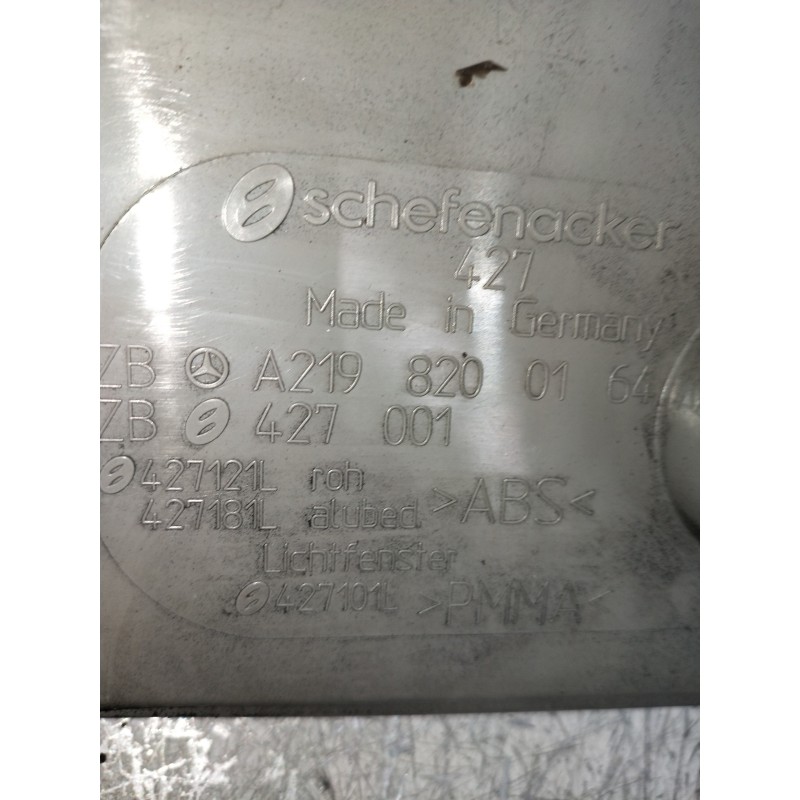 schefenacker
427
Made in Germany
ZB A219 820 01 64
ZB 427 001
427121L roh
427181L alubed. >ABS<
Lichtfenster
427101L >PMMA<